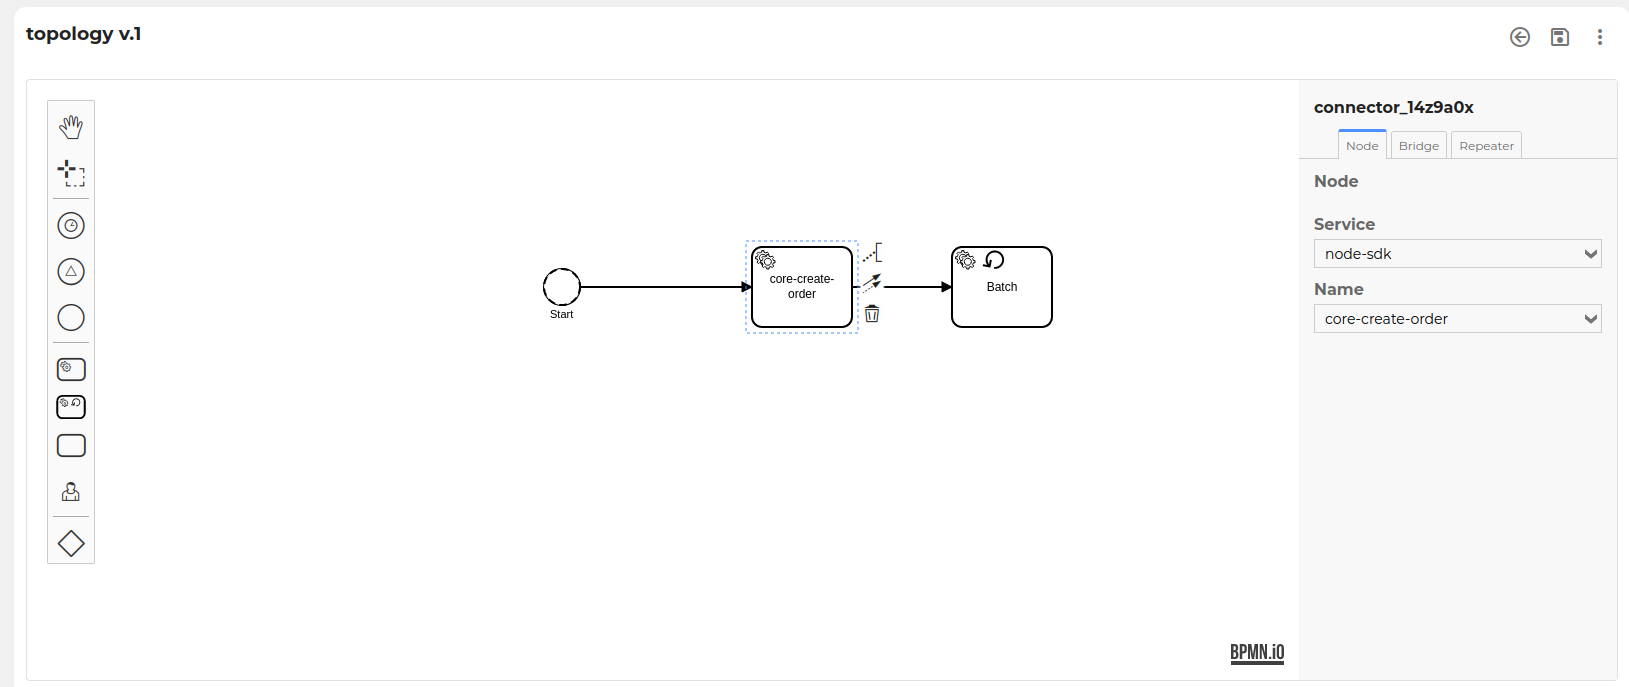 topology v.1
connector_14z9a0x
Node
Bridge
Repeater
Node
Service
node-sdk
Name
core-create-order
Start
core-create-
order
Batch
BPMN.iO